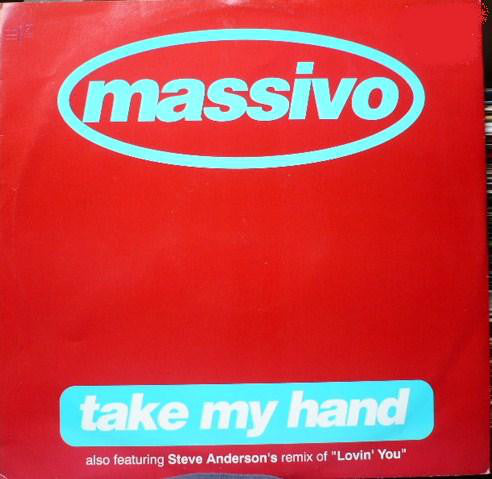 massivo
take my hand
also featuring Steve Anderson's remix of "Lovin' You"